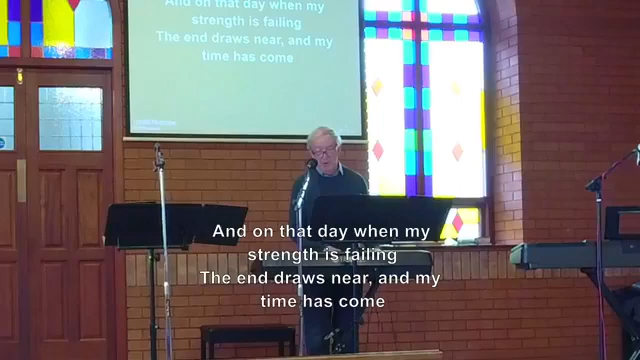 And on that day when my
strength is failing
The end draws near, and my
time has come
And on that day when my
strength is failing
The end draws near, and my
time has come